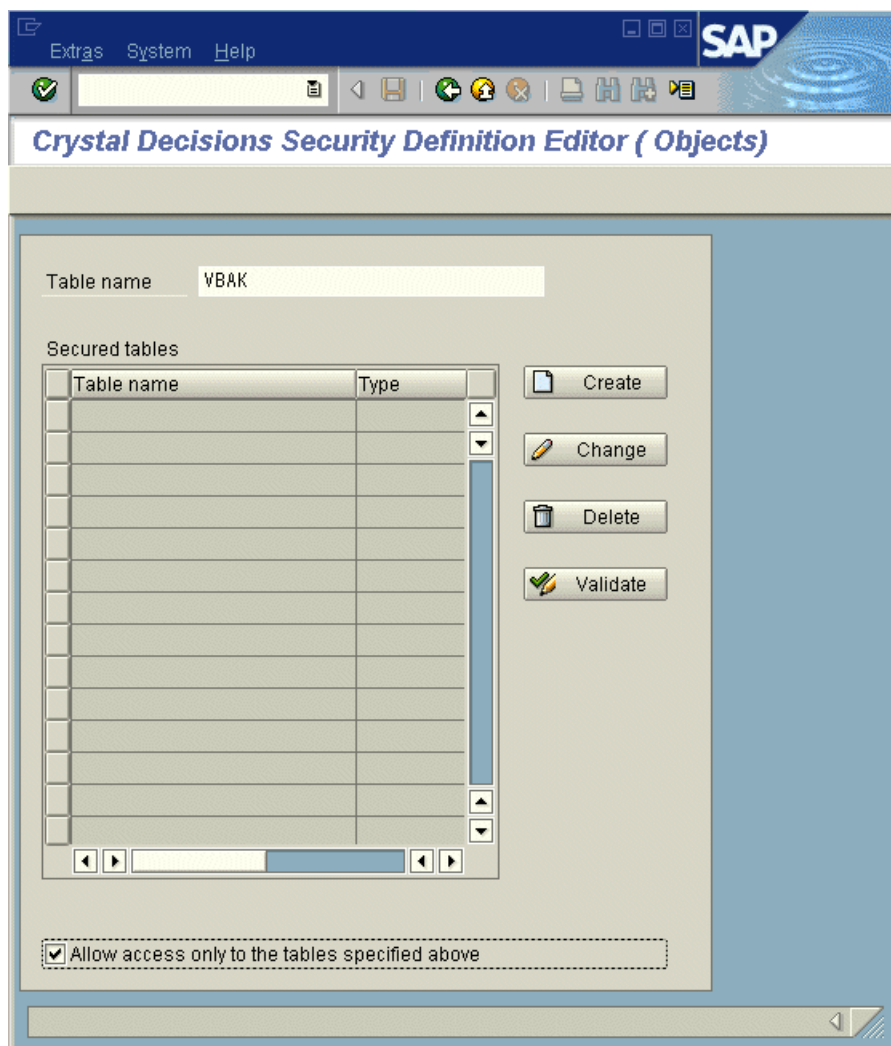 Extras System Help
SAP
Crystal Decisions Security Definition Editor ( Objects)
Table name VBAK
Secured tables
Table name Type
Create
Change
Delete
Validate
Allow access only to the tables specified above